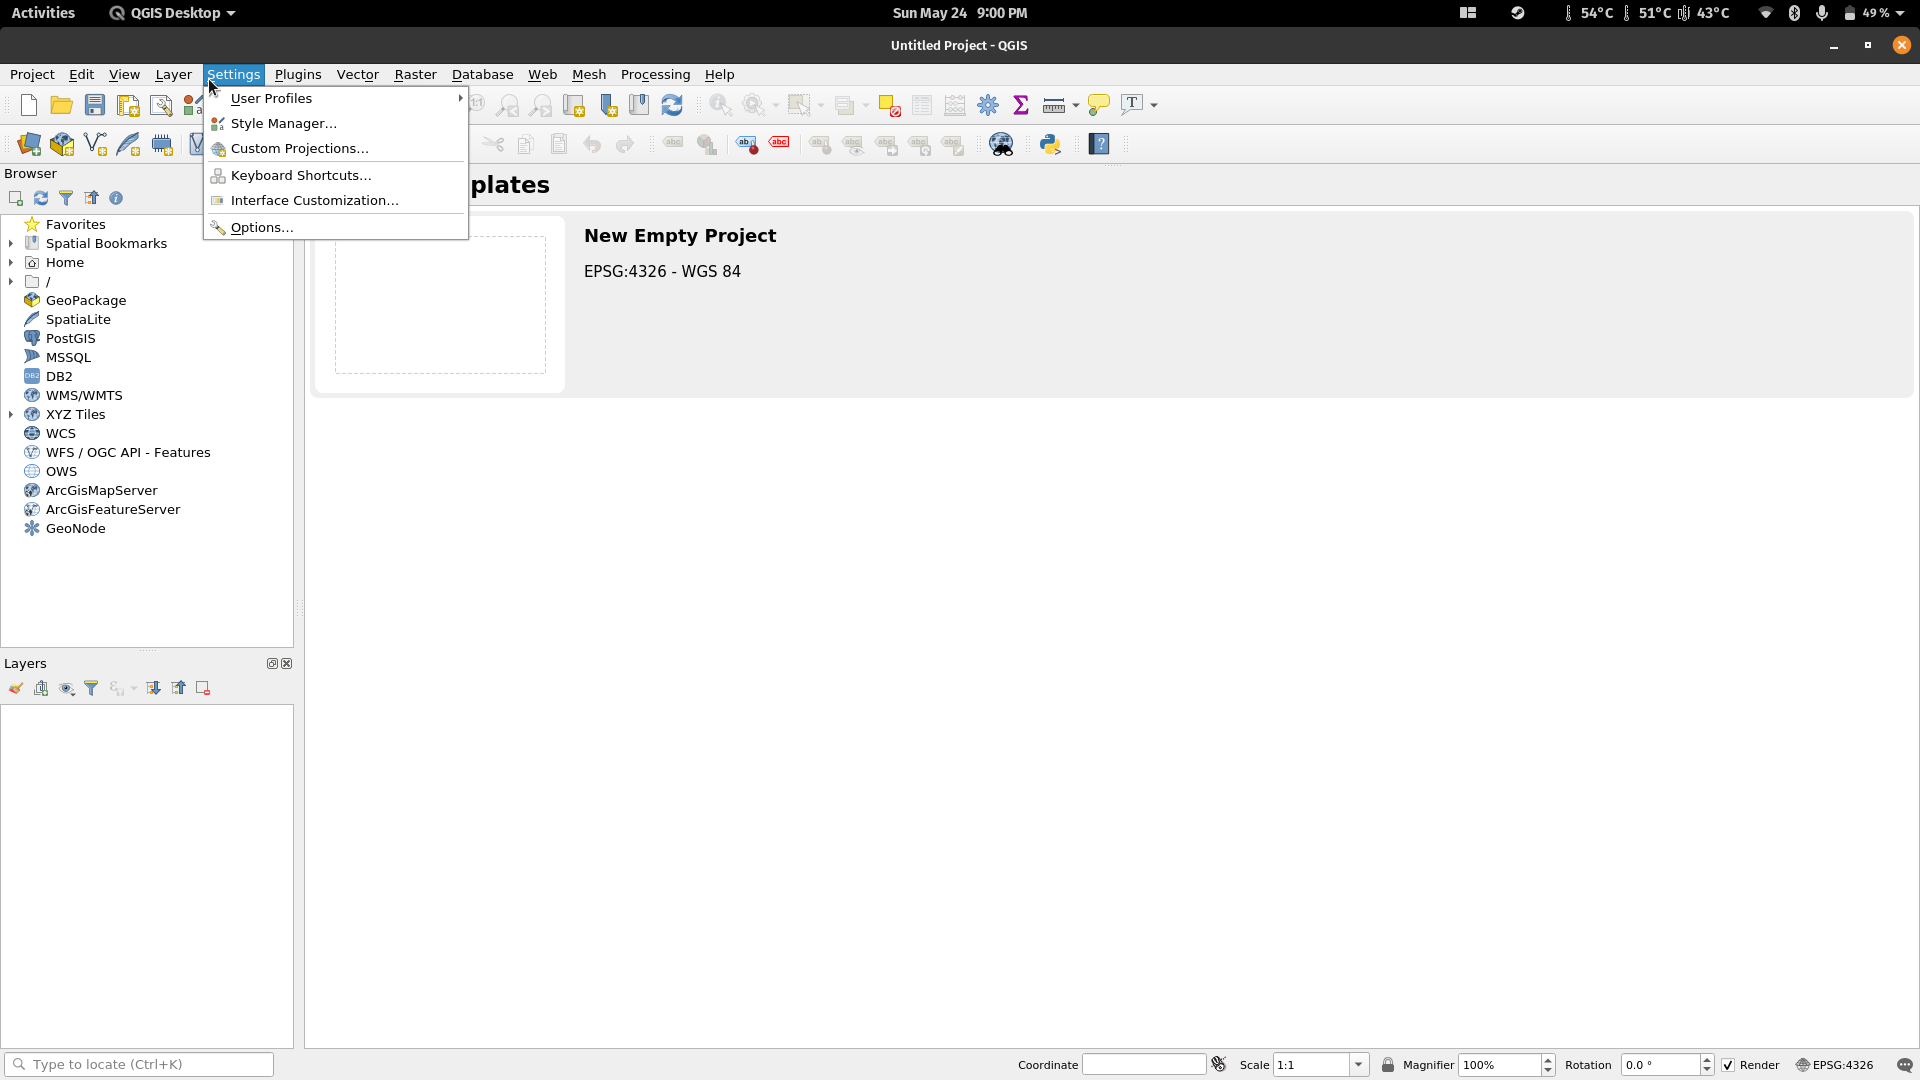 Activities QGIS Desktop Sun May 24 9:00 PM 54°C 51°C 43°C 49 %
Untitled Project - QGIS
Project Edit View Layer Settings Plugins Vector Raster Database Web Mesh Processing Help
User Profiles
Style Manager...
Custom Projections...
Keyboard Shortcuts...
Interface Customization...
Options...
Browser
plates
Favorites
Spatial Bookmarks
Home
/
GeoPackage
SpatiaLite
PostGIS
MSSQL
DB2
WMS/WMTS
XYZ Tiles
WCS
WFS / OGC API - Features
OWS
ArcGisMapServer
ArcGisFeatureServer
GeoNode
New Empty Project
EPSG:4326 - WGS 84
Layers
Type to locate (Ctrl+K) Coordinate Scale 1:1 Magnifier 100% Rotation 0.0 ° Render EPSG:4326